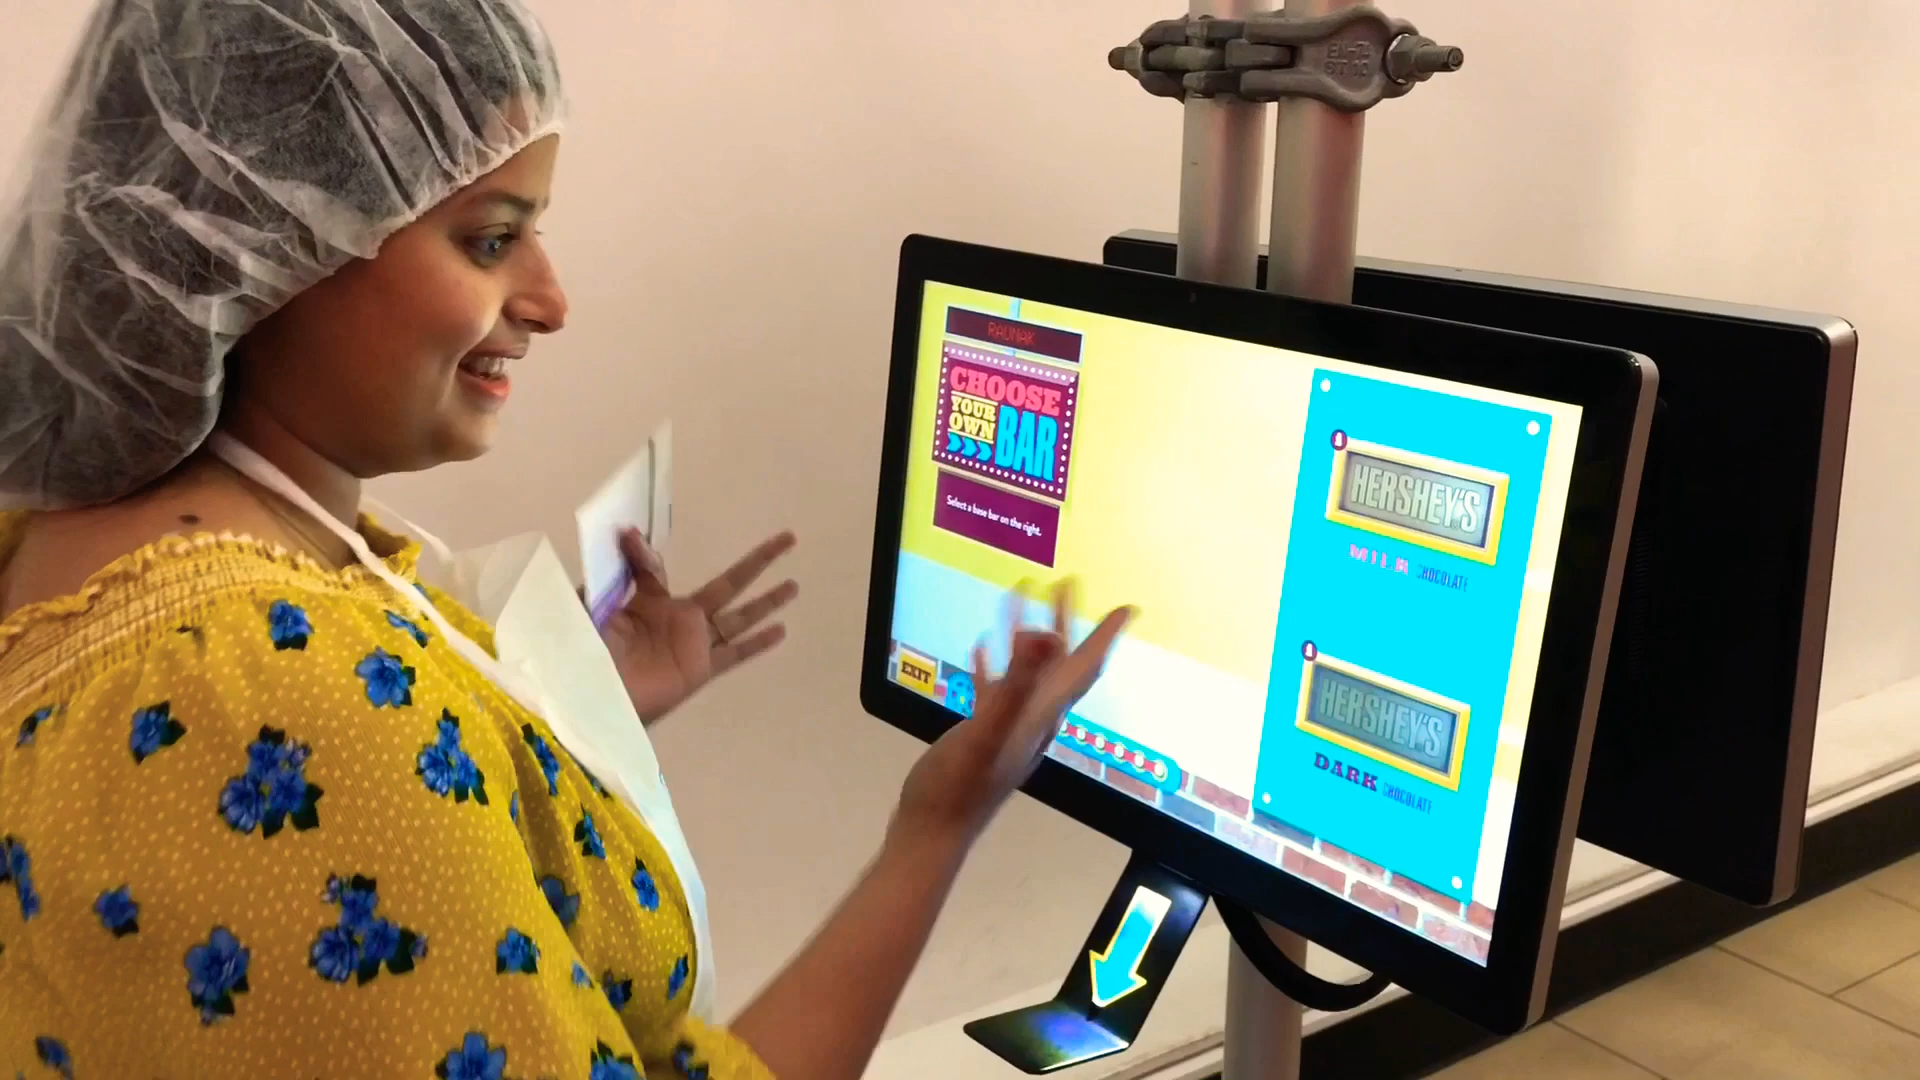 RAUNAK
CHOOSE
YOUR
OWN
BAR
Select a base bar on the right.
EXIT
HERSHEY'S
MILK CHOCOLATE
HERSHEY'S
DARK CHOCOLATE